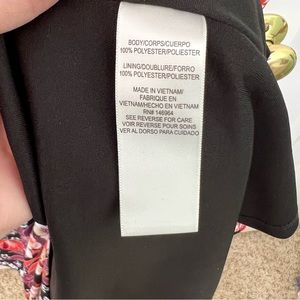 BODY/CORPS/CUERPO
100% POLYESTER/POLIESTER
LINING/DOUBLURE/FORRO
100% POLYESTER/POLIESTER
MADE IN VIETNAM/
FABRIQUE EN
VIETNAM/HECHO EN VIETNAM
RN# 146964
SEE REVERSE FOR CARE
VOIR REVERSE POUR SOINS
VER AL DORSO PARA CUIDADO